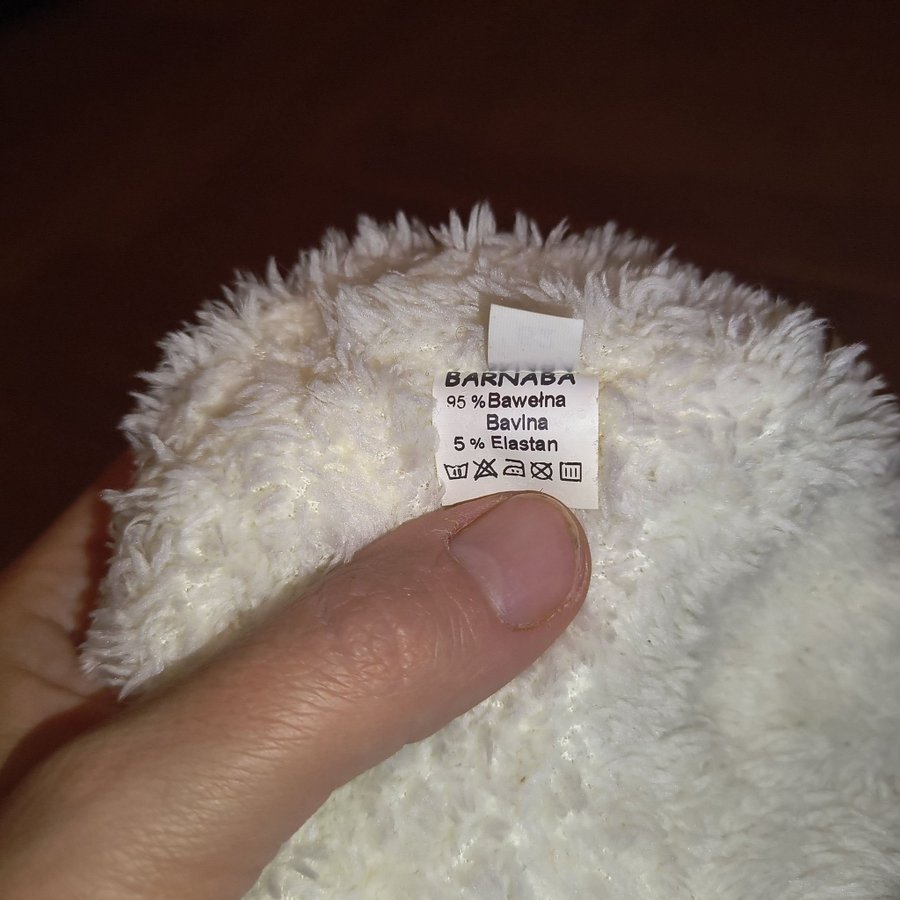 BARNABA
95 % Bawełna
Bavlna
5 % Elastan